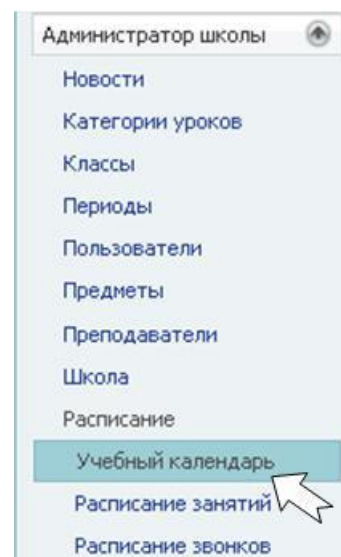 Администратор школы
Новости
Категории уроков
Классы
Периоды
Пользователи
Предметы
Преподаватели
Школа
Расписание
Учебный календарь
Расписание занятий
Расписание звонков